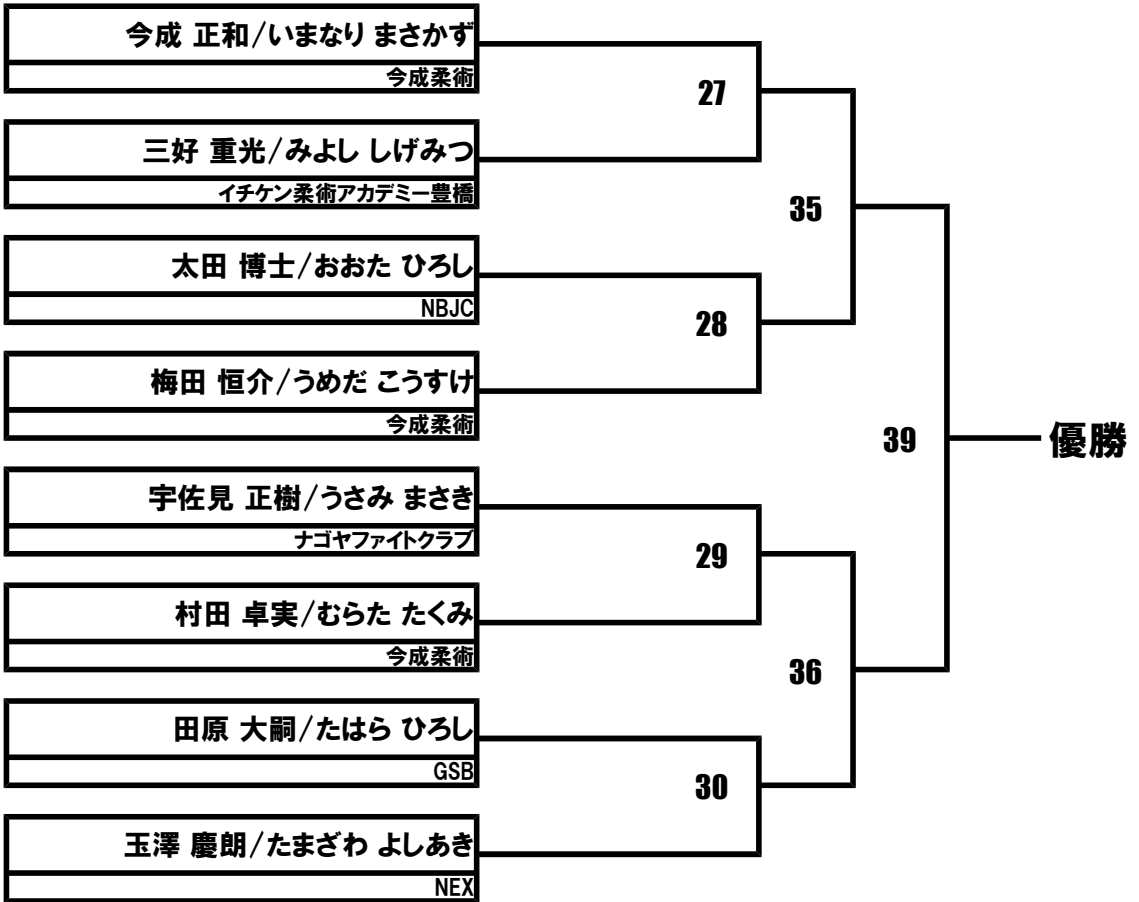 今成 正和/いまなり まさかず
今成柔術
27
三好 重光/みよし しげみつ
イチケン柔術アカデミー豊橋
35
太田 博士/おおた ひろし
NBJC
28
梅田 恒介/うめだ こうすけ
今成柔術
39
優勝
宇佐見 正樹/うさみ まさき
ナゴヤファイトクラブ
29
村田 卓実/むらた たくみ
今成柔術
36
田原 大嗣/たはら ひろし
GSB
30
玉澤 慶朗/たまざわ よしあき
NEX